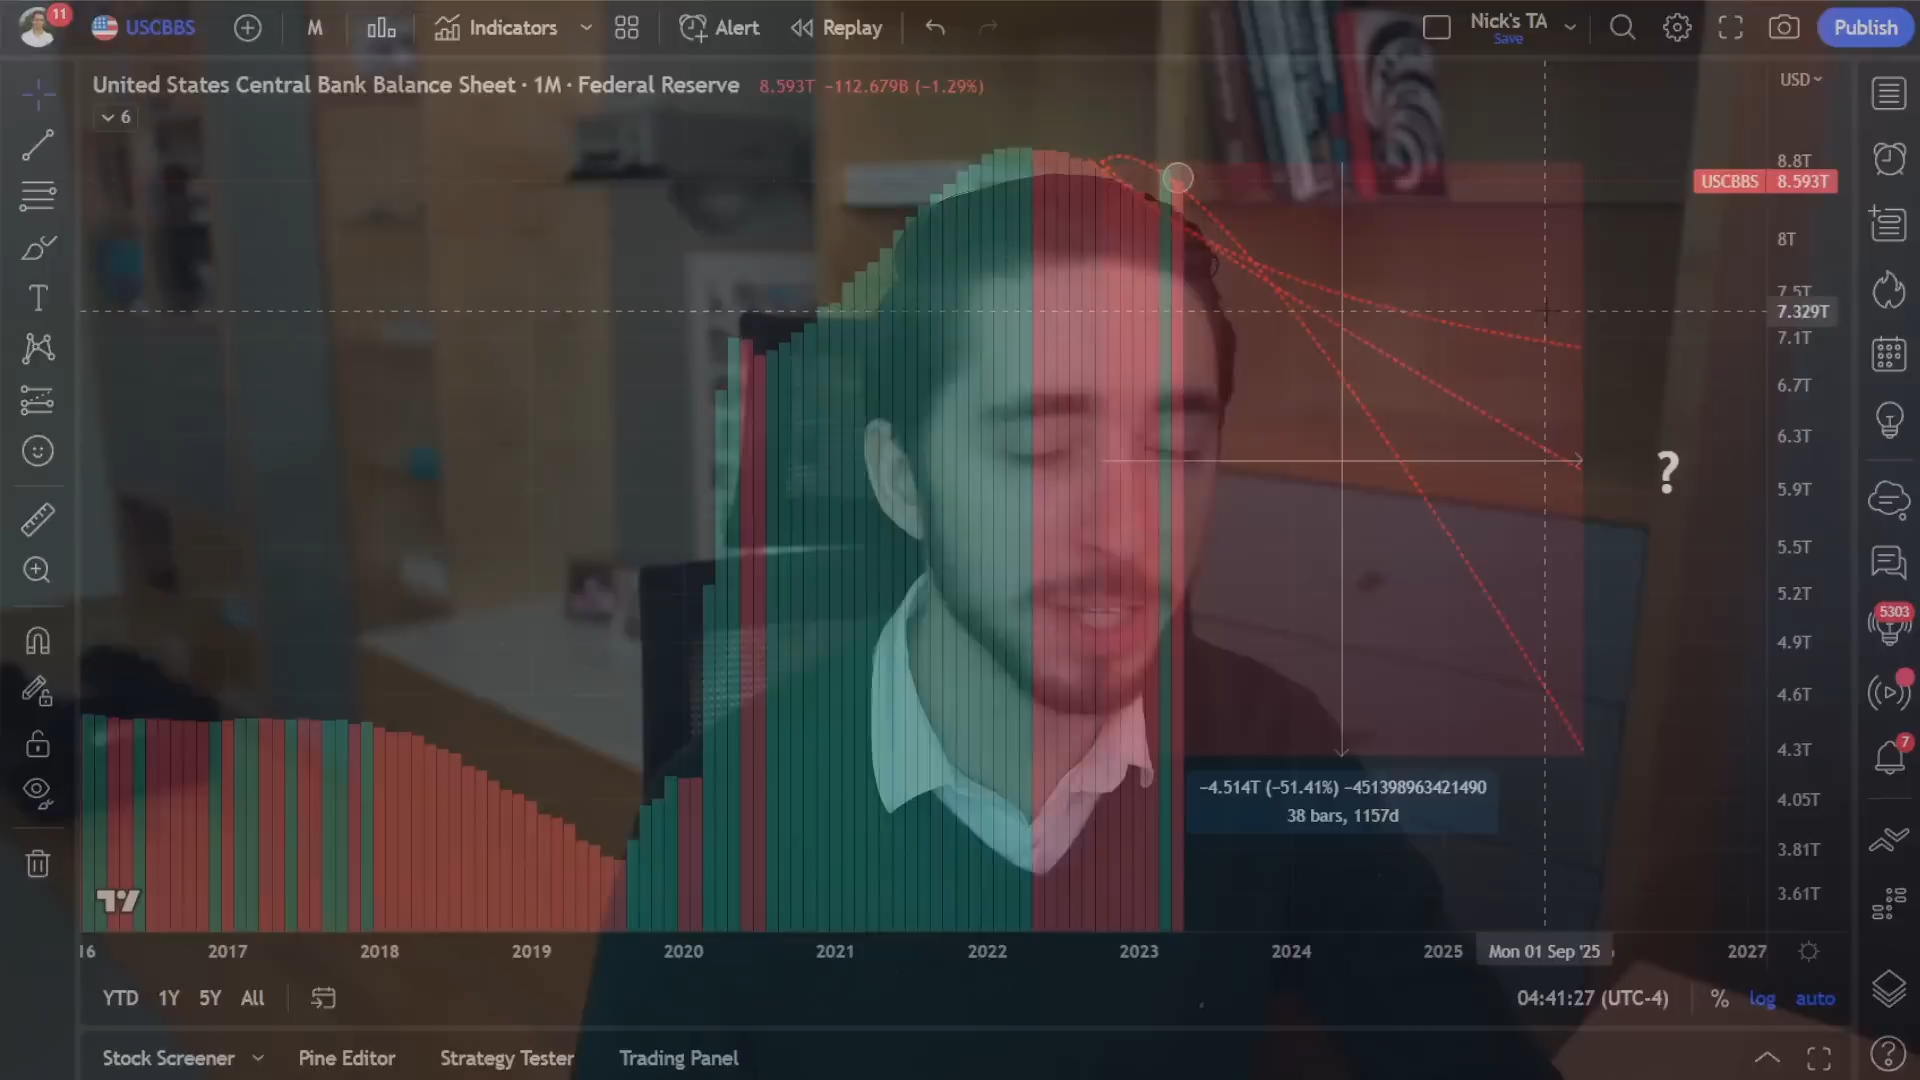 11
USCBBS
M
Indicators
Alert
Replay
Nick's TA
Save
Publish
United States Central Bank Balance Sheet · 1M · Federal Reserve 8.593T −112.679B (−1.29%)
6
USD
8.8T
USCBBS 8.593T
8T
7.5T
7.329T
7.1T
6.7T
6.3T
?
5.9T
5.5T
5.2T
4.9T
5303
4.6T
4.3T
7
−4.514T (−51.41%) −451398963421490
38 bars, 1157d
4.05T
3.81T
3.61T
16 2017 2018 2019 2020 2021 2022 2023 2024 2025 Mon 01 Sep '25 2027
YTD 1Y 5Y All
04:41:27 (UTC-4) % log auto
Stock Screener Pine Editor Strategy Tester Trading Panel